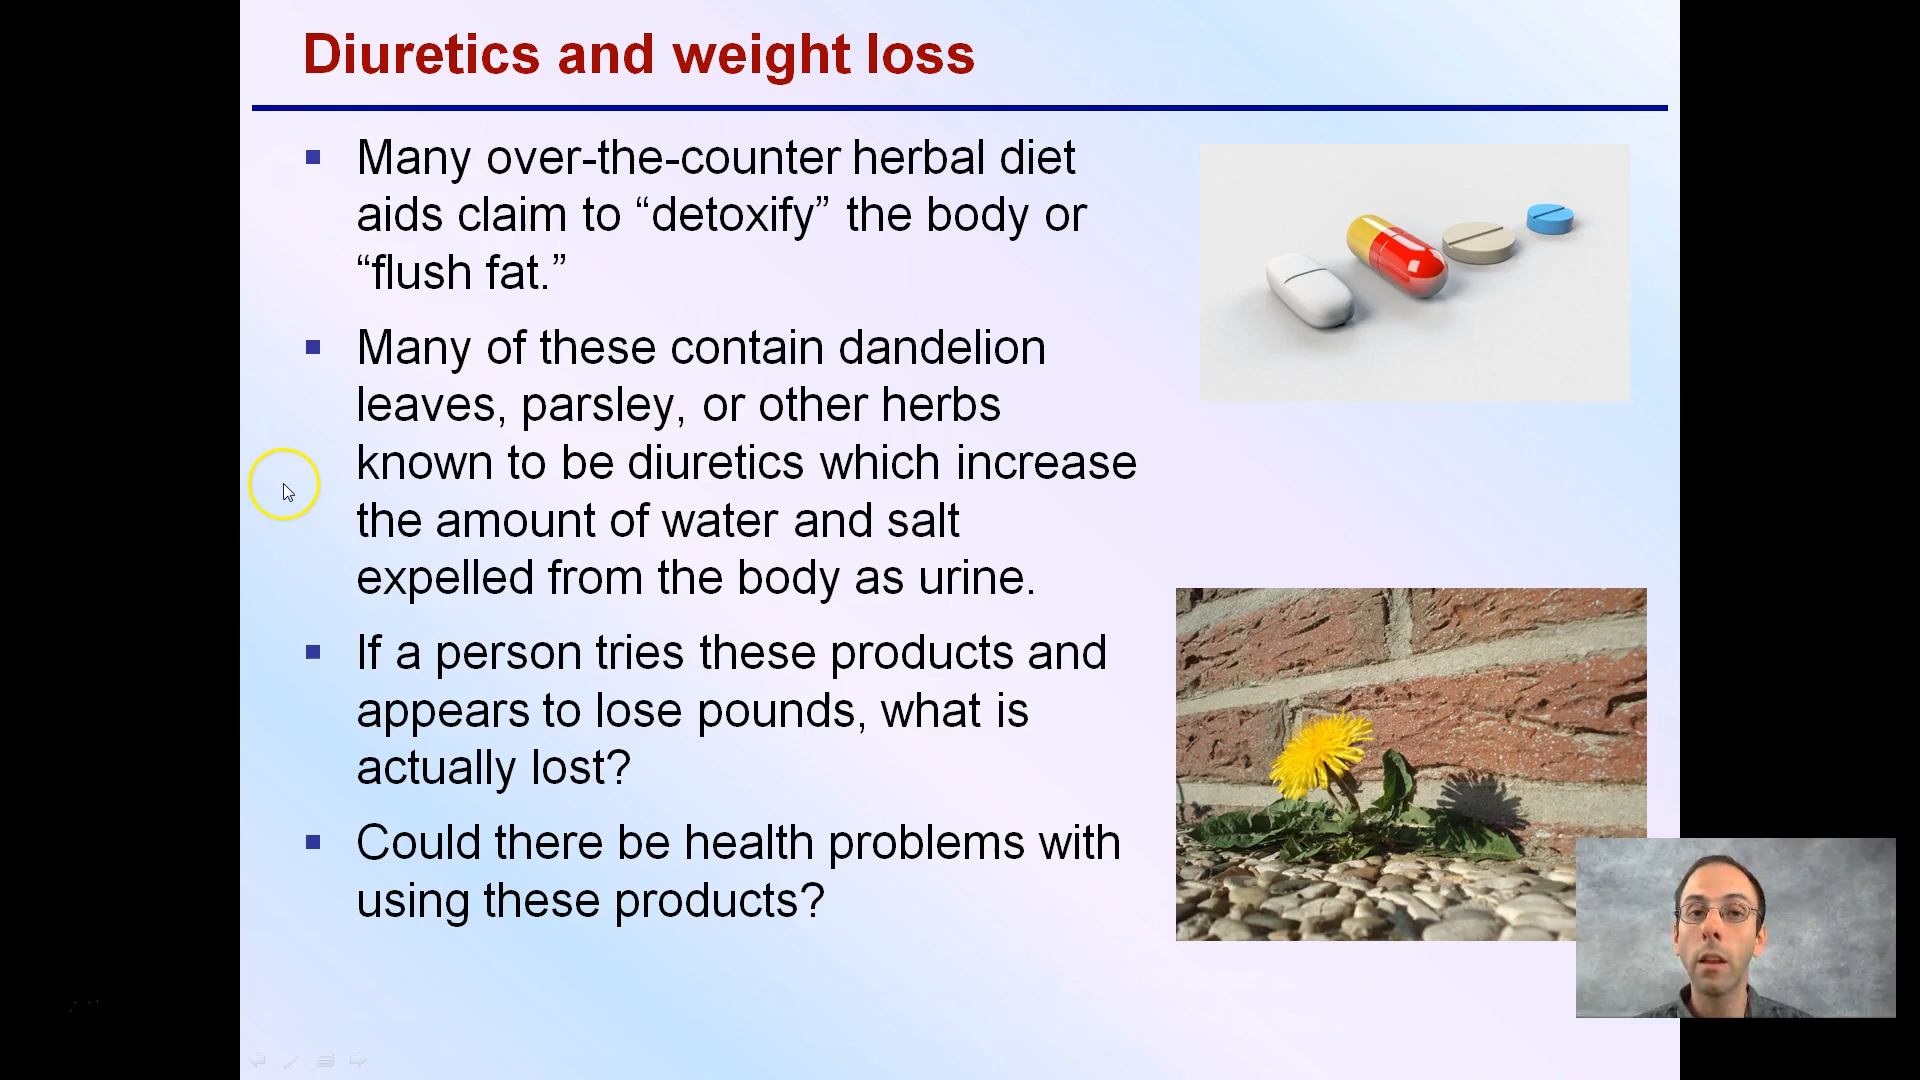 Diuretics and weight loss
Many over-the-counter herbal diet
aids claim to “detoxify” the body or
“flush fat.”
Many of these contain dandelion
leaves, parsley, or other herbs
known to be diuretics which increase
the amount of water and salt
expelled from the body as urine.
If a person tries these products and
appears to lose pounds, what is
actually lost?
Could there be health problems with
using these products?